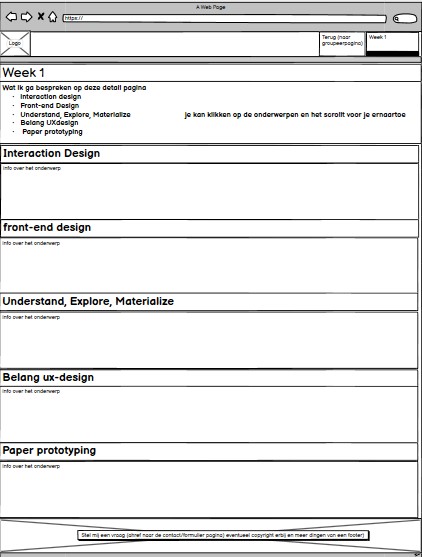 A Web Page
https://
Logo
Terug (naar
groupeerpagina)
Week 1
Week 1
Wat ik ga bespreken op deze detail pagina
· Interaction design
· Front-end Design
· Understand, Explore, Materialize
je kan klikken op de onderwerpen en het scrollt voor je ernaartoe
· Belang UXdesign
· Paper prototyping
Interaction Design
Info over het onderwerp
front-end design
Info over het onderwerp
Understand, Explore, Materialize
Info over het onderwerp
Belang ux-design
Info over het onderwerp
Paper prototyping
Info over het onderwerp
Stel mij een vraag (ahref naar de contact/formulier pagina) eventueel copyright erbij en meer dingen van een footer)